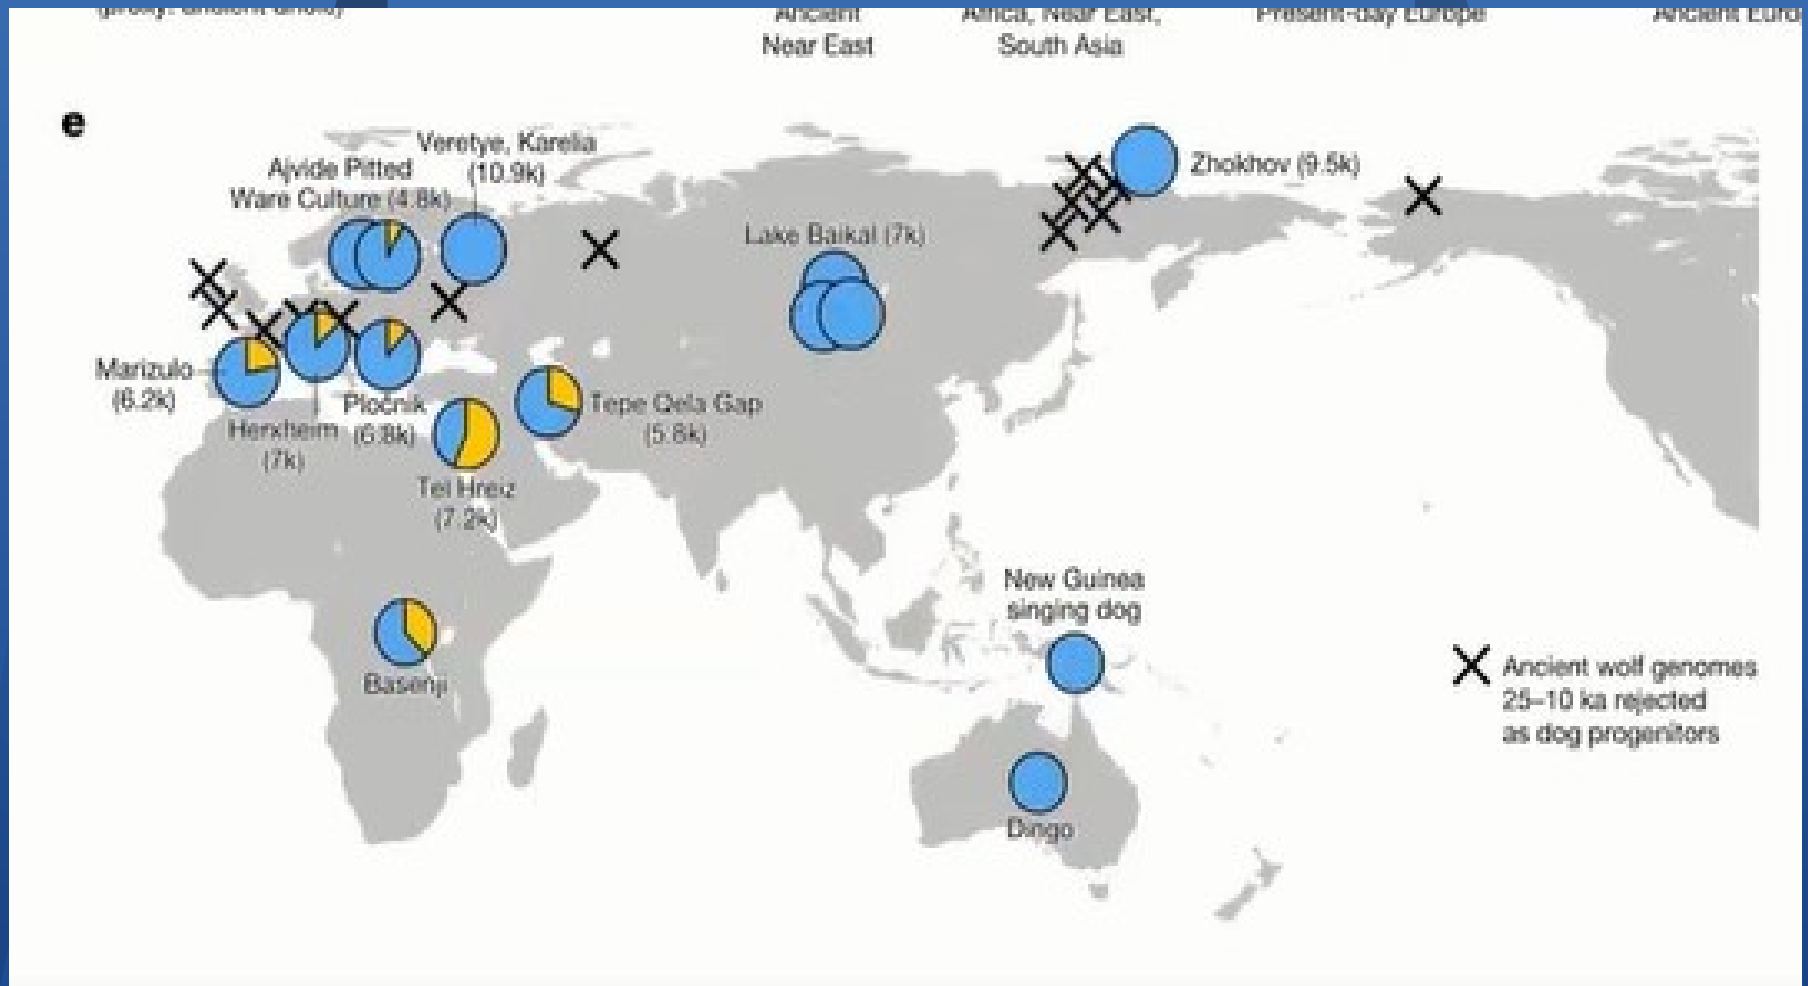 Ancient
Near East
Africa, Near East,
South Asia
Present-day Europe
Ancient
e
Veretye, Karelia
(10.9k)
Ajvide Pitted
Ware Culture (4.8k)
Zhokhov (9.5k)
Lake Baikal (7k)
Marizulo
(6.2k)
Herxheim
(7k)
Pločnik
(6.8k)
Tepe Qela Gap
(5.8k)
Tel Hreiz
(7.2k)
New Guinea
singing dog
Basenji
Dingo
Ancient wolf genomes
25–10 ka rejected
as dog progenitors